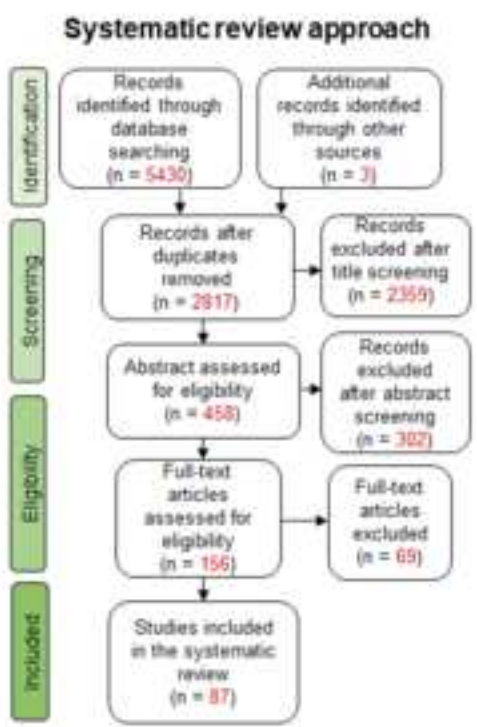 Systematic review approach
Identification
Records
identified through
database
searching
(n = 5430)
Additional
records identified
through other
sources
(n = 3)
Screening
Records after
duplicates
removed
(n = 2817)
Records
excluded after
title screening
(n = 2359)
Abstract assessed
for eligibility
(n = 458)
Records
excluded
after abstract
screening
(n = 302)
Eligibility
Full-text
articles
assessed for
eligibility
(n = 156)
Full-text
articles
excluded
(n = 69)
Included
Studies included
in the systematic
review
(n = 87)